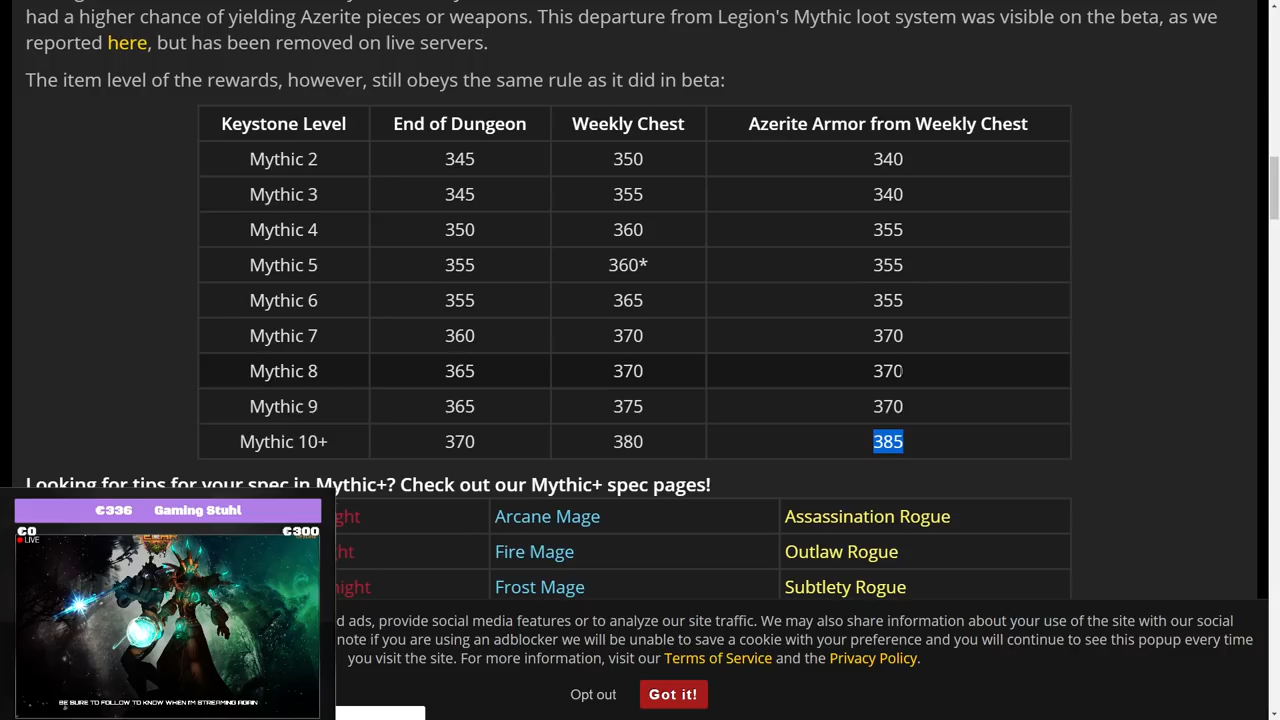 had a higher chance of yielding Azerite pieces or weapons. This departure from Legion's Mythic loot system was visible on the beta, as we
reported here, but has been removed on live servers.
The item level of the rewards, however, still obeys the same rule as it did in beta:
Keystone Level End of Dungeon Weekly Chest Azerite Armor from Weekly Chest
Mythic 2 345 350 340
Mythic 3 345 355 340
Mythic 4 350 360 355
Mythic 5 355 360* 355
Mythic 6 355 365 355
Mythic 7 360 370 370
Mythic 8 365 370 370
Mythic 9 365 375 370
Mythic 10+ 370 380 385
Looking for tips for your spec in Mythic+? Check out our Mythic+ spec pages!
Arcane Mage Assassination Rogue
Fire Mage Outlaw Rogue
Frost Mage Subtlety Rogue
€336 Gaming Stuhl
€0 €300
LIVE
BE SURE TO FOLLOW TO KNOW WHEN I'M STREAMING AGAIN
ads, provide social media features or to analyze our site traffic. We may also share information about your use of the site with our social
note if you are using an adblocker we will be unable to save a cookie with your preference and you will continue to see this popup every time
you visit the site. For more information, visit our Terms of Service and the Privacy Policy.
Opt out Got it!